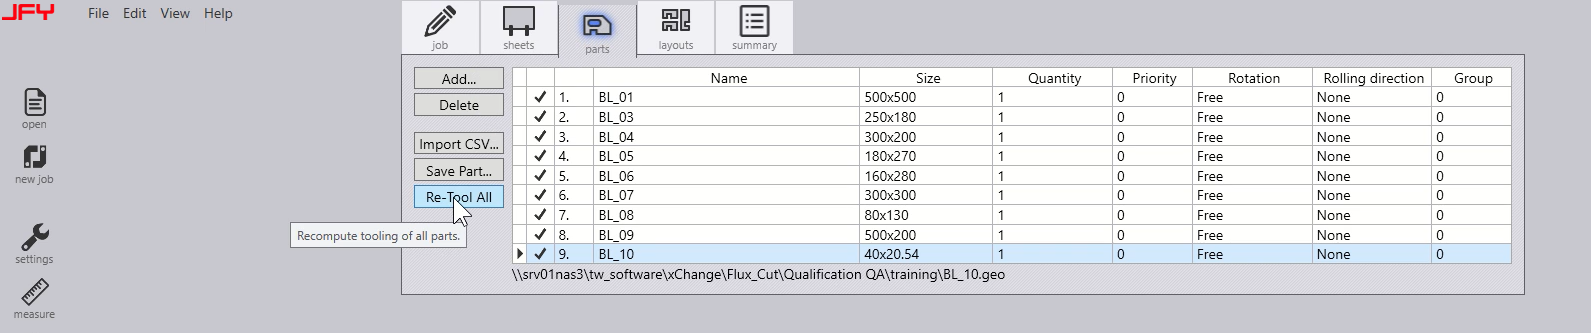 JFY File Edit View Help
job sheets parts layouts summary
open
new job
settings
measure
Add...
Delete
Import CSV...
Save Part...
Re-Tool All
Recompute tooling of all parts.
Name Size Quantity Priority Rotation Rolling direction Group
1. BL_01 500x500 1 0 Free None 0
2. BL_03 250x180 1 0 Free None 0
3. BL_04 300x200 1 0 Free None 0
4. BL_05 180x270 1 0 Free None 0
5. BL_06 160x280 1 0 Free None 0
6. BL_07 300x300 1 0 Free None 0
7. BL_08 80x130 1 0 Free None 0
8. BL_09 500x200 1 0 Free None 0
9. BL_10 40x20.54 1 0 Free None 0
\\srv01nas3\tw_software\xChange\Flux_Cut\Qualification QA\training\BL_10.geo